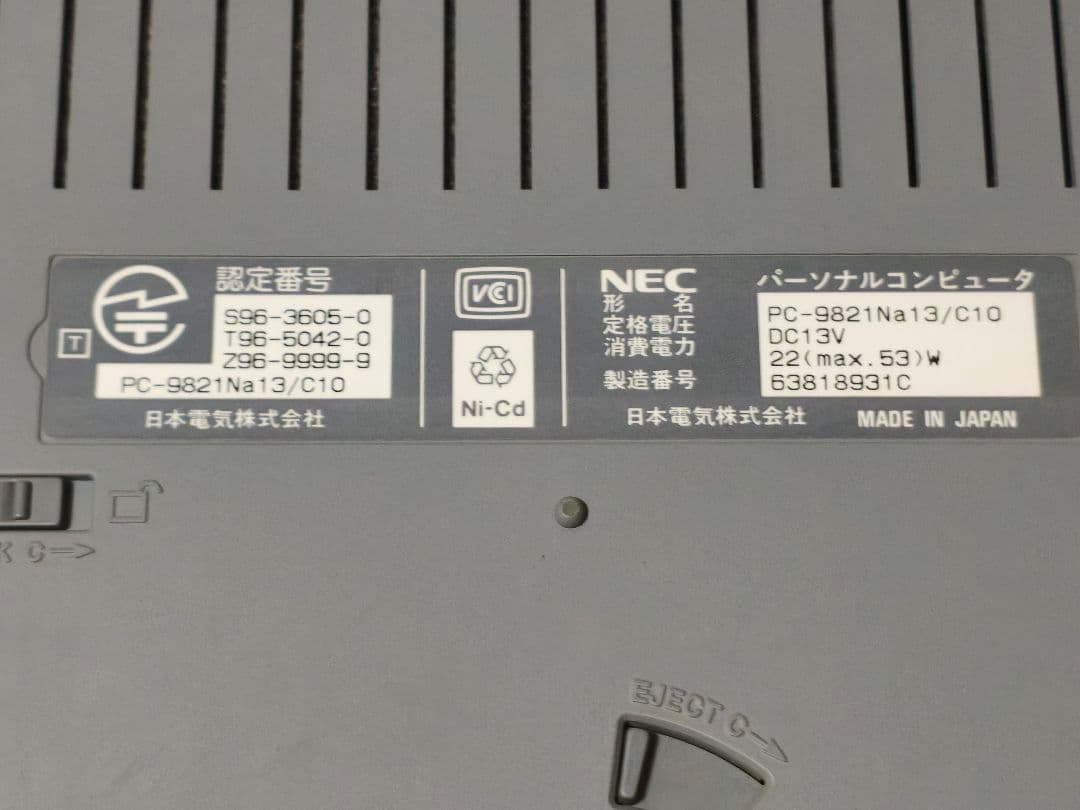 認定番号
S96-3605-0
T96-5042-0
Z96-9999-9
T
PC-9821Na13/C10
日本電気株式会社
VCI
Ni-Cd
NEC パーソナルコンピュータ
形 名 PC-9821Na13/C10
定格電圧 DC13V
消費電力 22(max.53)W
製造番号 63818931C
日本電気株式会社 MADE IN JAPAN
EJECT